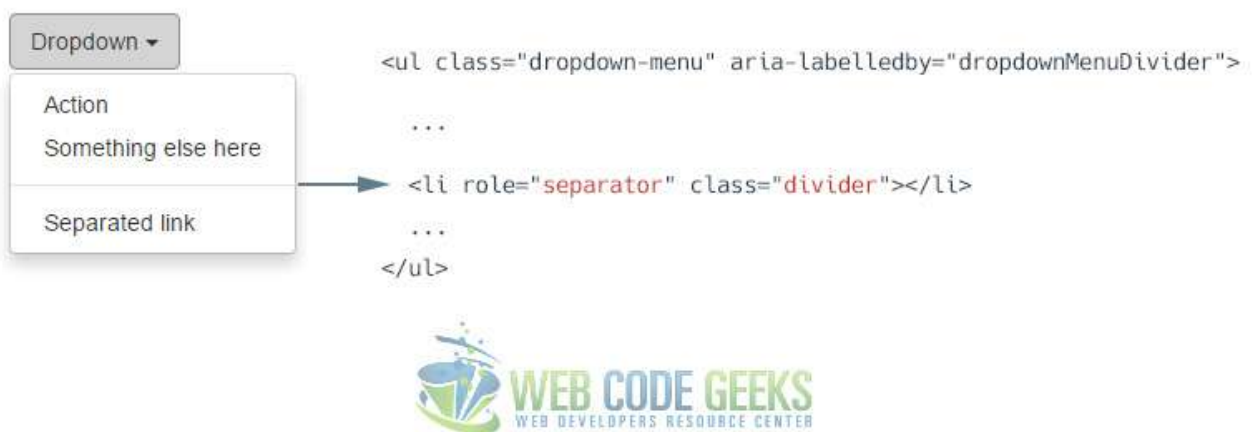 Dropdown
Action
Something else here
Separated link
<ul class="dropdown-menu" aria-labelledby="dropdownMenuDivider">
...
<li role="separator" class="divider"></li>
...
</ul>
WEB CODE GEEKS
WEB DEVELOPERS RESOURCE CENTER